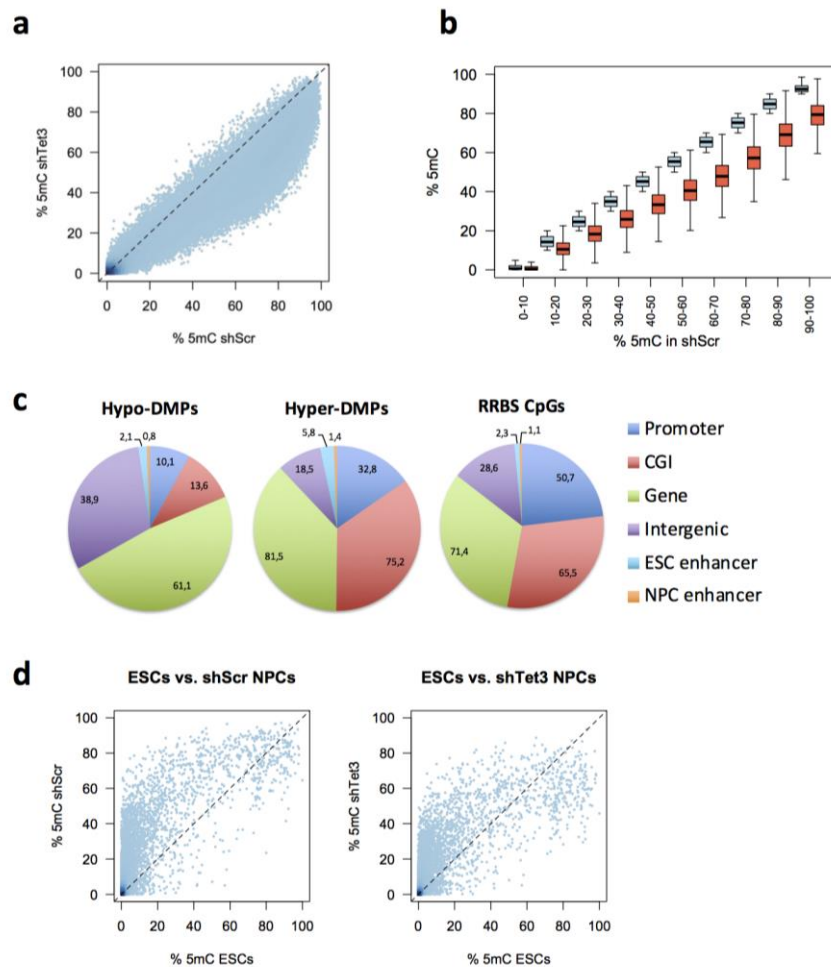 a
% 5mC shTet3
100
80
60
40
20
0
0 20 40 60 80 100
% 5mC shScr
b
% 5mC
100
80
60
40
20
0
0-10 10-20 20-30 30-40 40-50 50-60 60-70 70-80 80-90 90-100
% 5mC in shScr
c
Hypo-DMPs
2,1 0,8
10,1
13,6
38,9
61,1
Hyper-DMPs
5,8 1,4
18,5 32,8
81,5
75,2
RRBS CpGs
2,3 1,1
28,6 50,7
71,4
65,5
Promoter
CGI
Gene
Intergenic
ESC enhancer
NPC enhancer
d
ESCs vs. shScr NPCs
% 5mC shScr
100
80
60
40
20
0
0 20 40 60 80 100
% 5mC ESCs
ESCs vs. shTet3 NPCs
% 5mC shTet3
100
80
60
40
20
0
0 20 40 60 80 100
% 5mC ESCs